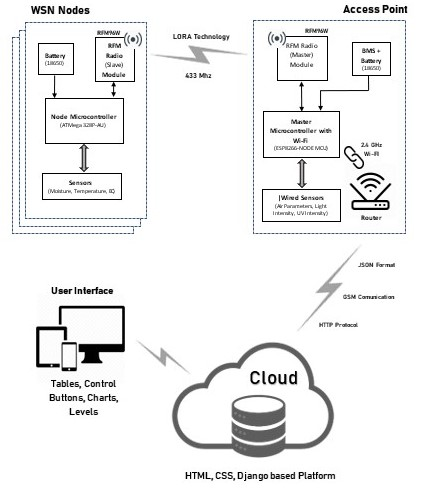 WSN Nodes
RFM96W
Battery
(18650)
RFM
Radio
(Slave)
Module
Node Microcontroller
(ATMega 328P-AU)
Sensors
(Moisture, Temperature, EC)
LORA Technology
433 Mhz
Access Point
RFM96W
RFM Radio
(Master)
Module
BMS +
Battery
(18650)
Master
Microcontroller with
Wi-Fi
(ESP8266-NODE MCU)
2.4 GHz
Wi-Fi
Router
|Wired Sensors
(Air Parameters, Light
Intensity, UV Intensity)
JSON Format
GSM Comunication
HTTP Protocol
User Interface
Tables, Control
Buttons, Charts,
Levels
Cloud
HTML, CSS, Django based Platform